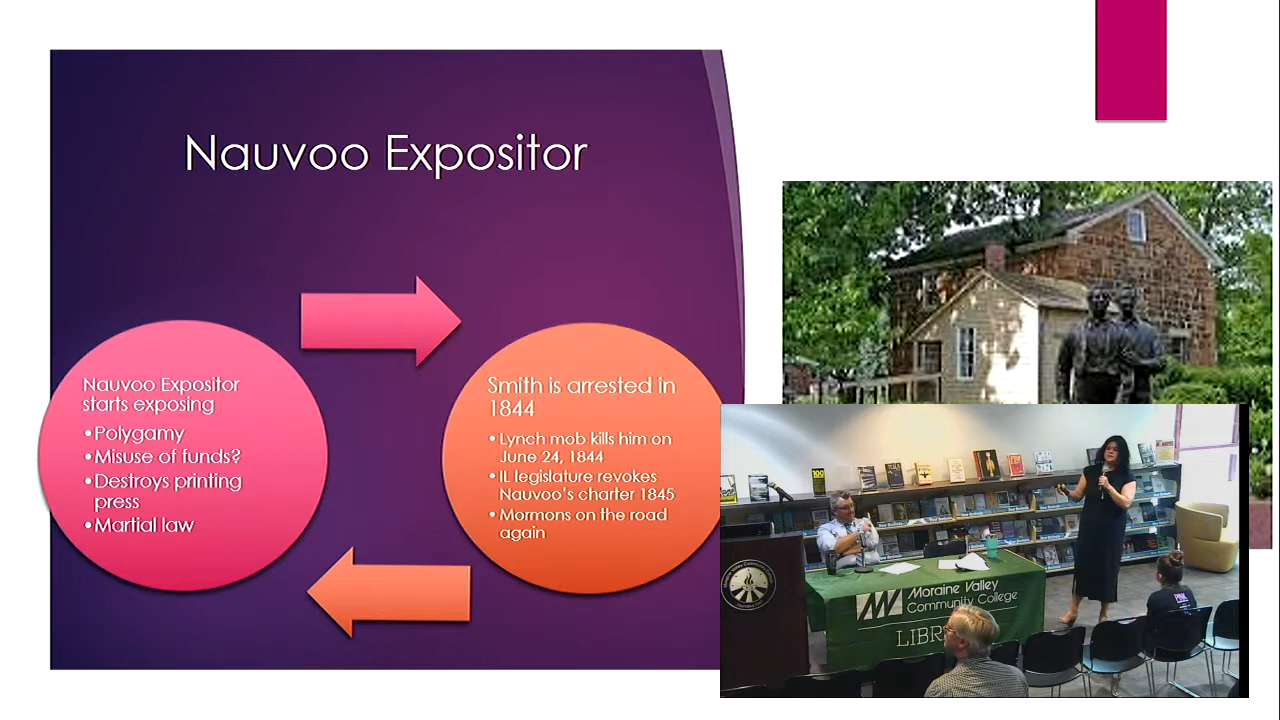 Nauvoo Expositor
Nauvoo Expositor
starts exposing
•Polygamy
•Misuse of funds?
•Destroys printing
press
•Martial law
Smith is arrested in
1844
•Lynch mob kills him on
June 24, 1844
•IL legislature revokes
Nauvoo's charter 1845
•Mormons on the road
again
Moraine Valley
Community College